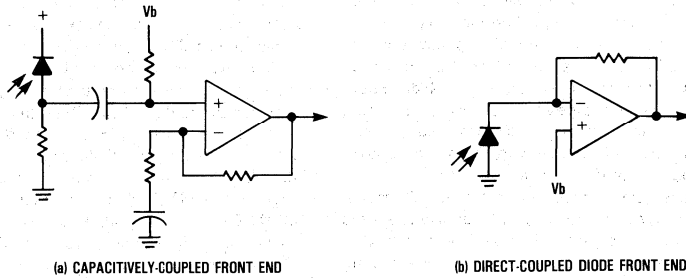 +
Vb
+
−
(a) CAPACITIVELY-COUPLED FRONT END
−
+
Vb
(b) DIRECT-COUPLED DIODE FRONT END